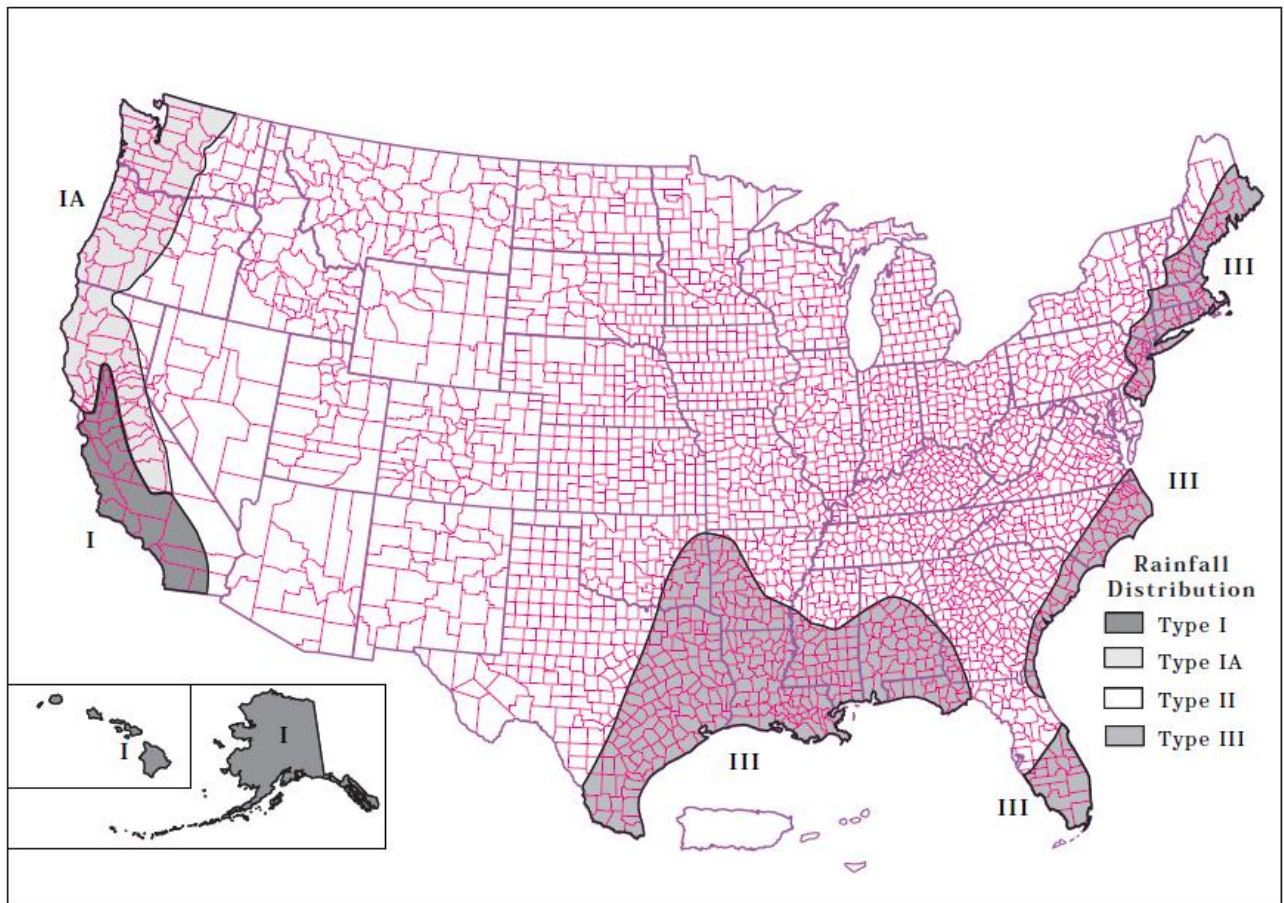 IA
III
III
I
Rainfall
Distribution
Type I
Type IA
Type II
Type III
I
I
III
III